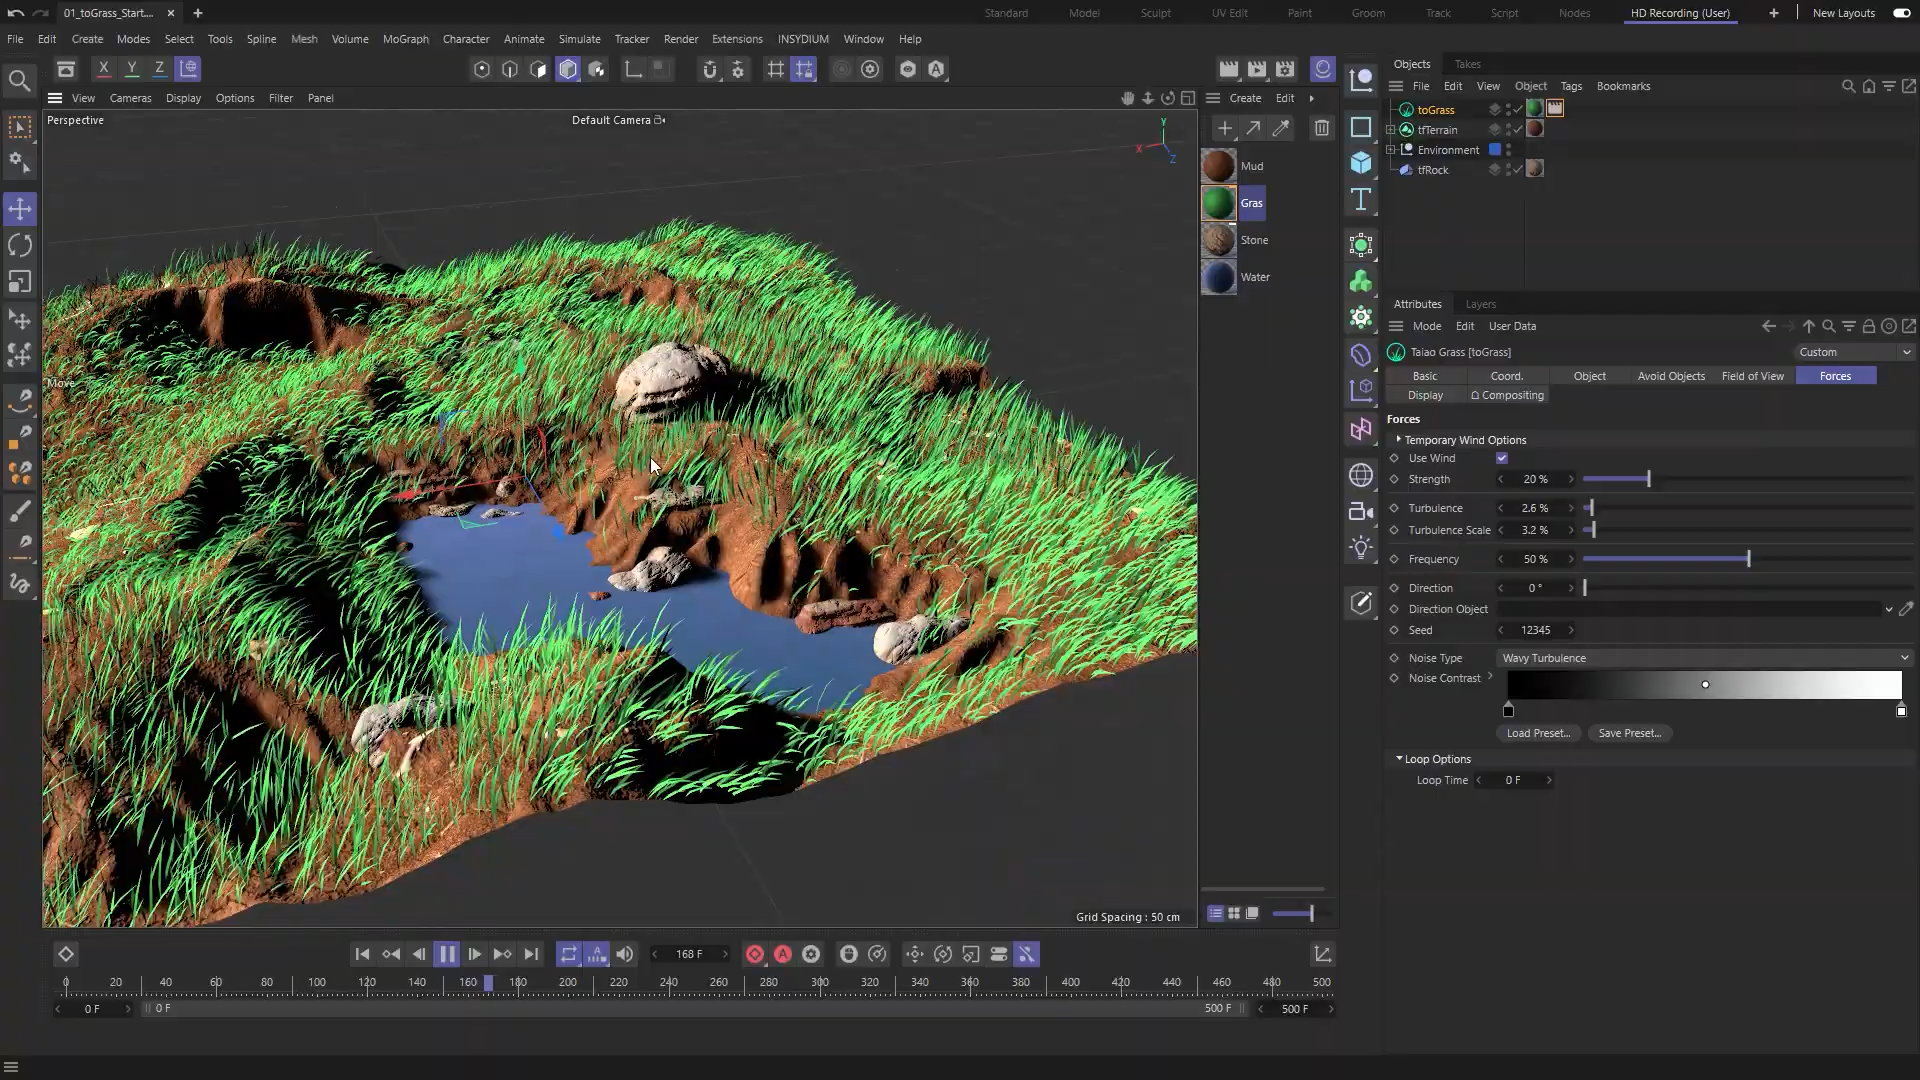 01_toGrass_Start....
Standard Model Sculpt UV Edit Paint Groom Track Script Nodes HD Recording (User) New Layouts
File Edit Create Modes Select Tools Spline Mesh Volume MoGraph Character Animate Simulate Tracker Render Extensions INSYDIUM Window Help
X Y Z
View Cameras Display Options Filter Panel
Perspective
Default Camera
Y
X
Z
Move
Grid Spacing : 50 cm
Create Edit
Mud
Gras
Stone
Water
Objects Takes
File Edit View Object Tags Bookmarks
toGrass
tfTerrain
Environment
tfRock
Attributes Layers
Mode Edit User Data
Taiao Grass [toGrass] Custom
Basic Coord. Object Avoid Objects Field of View Forces
Display Compositing
Forces
Temporary Wind Options
Use Wind
Strength 20 %
Turbulence 2.6 %
Turbulence Scale 3.2 %
Frequency 50 %
Direction 0 °
Direction Object
Seed 12345
Noise Type Wavy Turbulence
Noise Contrast
Load Preset... Save Preset...
Loop Options
Loop Time 0 F
168 F
0 20 40 60 80 100 120 140 160 180 200 220 240 260 280 300 320 340 360 380 400 420 440 460 480 500
0 F 0 F 500 F 500 F